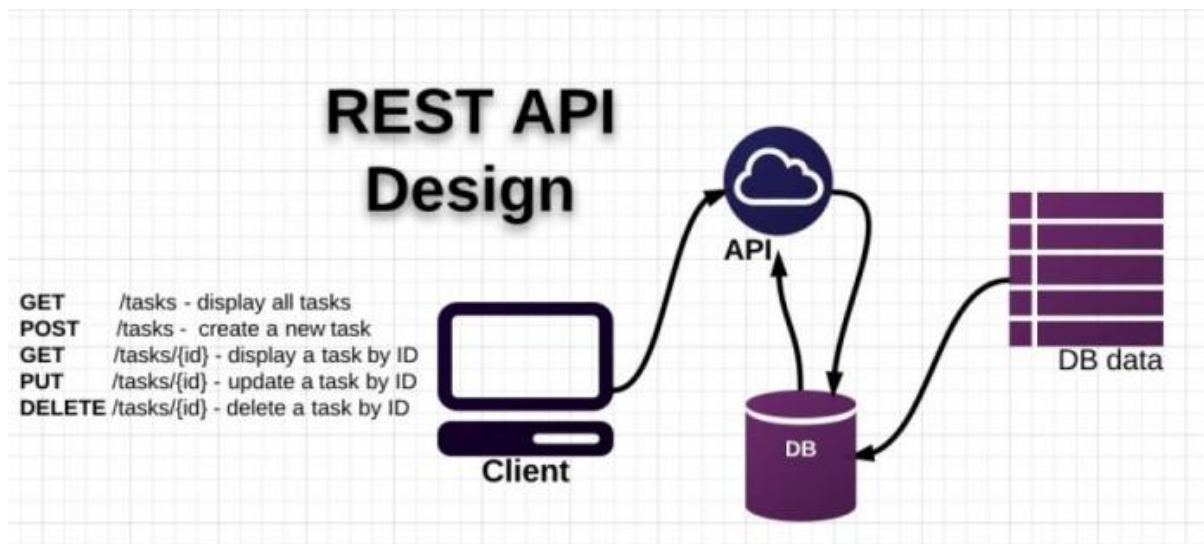 REST API
Design
API
GET /tasks - display all tasks
POST /tasks - create a new task
GET /tasks/{id} - display a task by ID
PUT /tasks/{id} - update a task by ID
DELETE /tasks/{id} - delete a task by ID
Client
DB
DB data